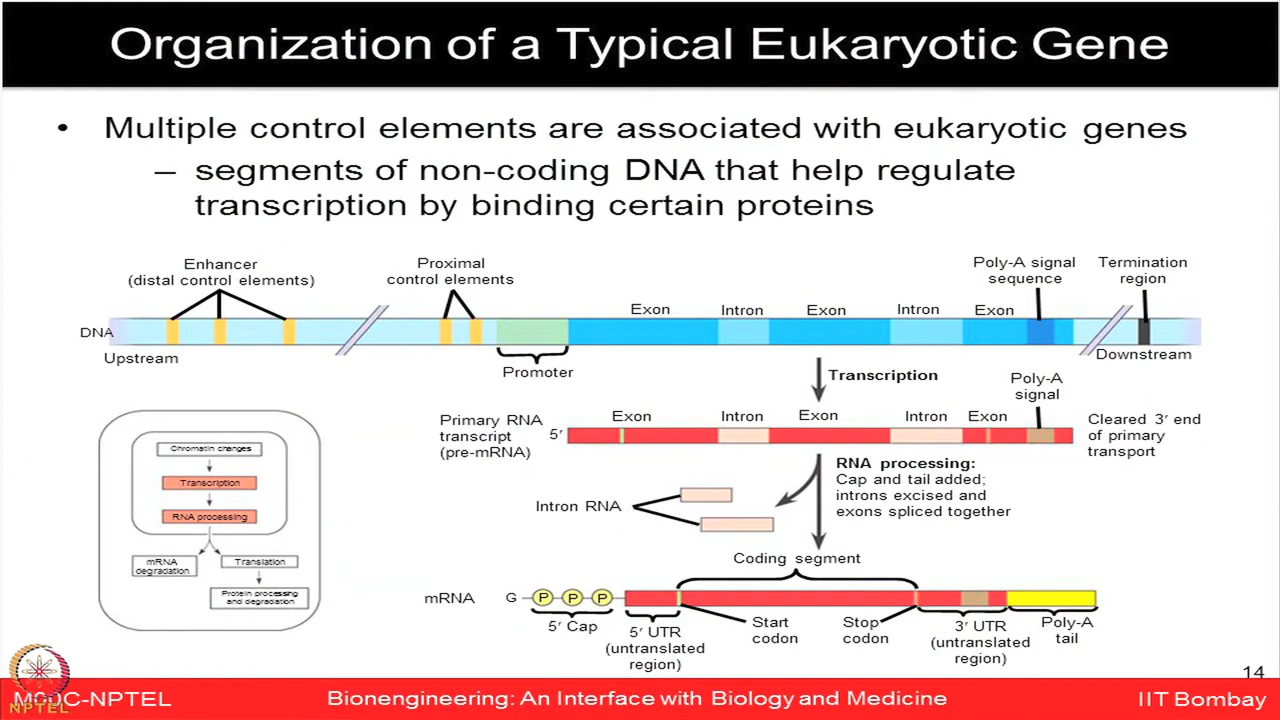 Organization of a Typical Eukaryotic Gene
• Multiple control elements are associated with eukaryotic genes
– segments of non-coding DNA that help regulate
transcription by binding certain proteins
Enhancer
(distal control elements)
Proximal
control elements
Poly-A signal
sequence
Termination
region
Exon
Intron
Exon
Intron
Exon
DNA
Upstream
Downstream
Promoter
Transcription
Poly-A
signal
Primary RNA
transcript
(pre-mRNA)
5′
Exon
Intron
Exon
Intron
Exon
Cleared 3′ end
of primary
transport
RNA processing:
Cap and tail added;
introns excised and
exons spliced together
Intron RNA
Chromatin changes
Transcription
RNA processing
mRNA
degradation
Translation
Protein processing
and degradation
Coding segment
mRNA
G
P
P
P
5′ Cap
5′ UTR
(untranslated
region)
Start
codon
Stop
codon
3′ UTR
(untranslated
region)
Poly-A
tail
14
NPTEL
-NPTEL
Bionengineering: An Interface with Biology and Medicine
IIT Bombay